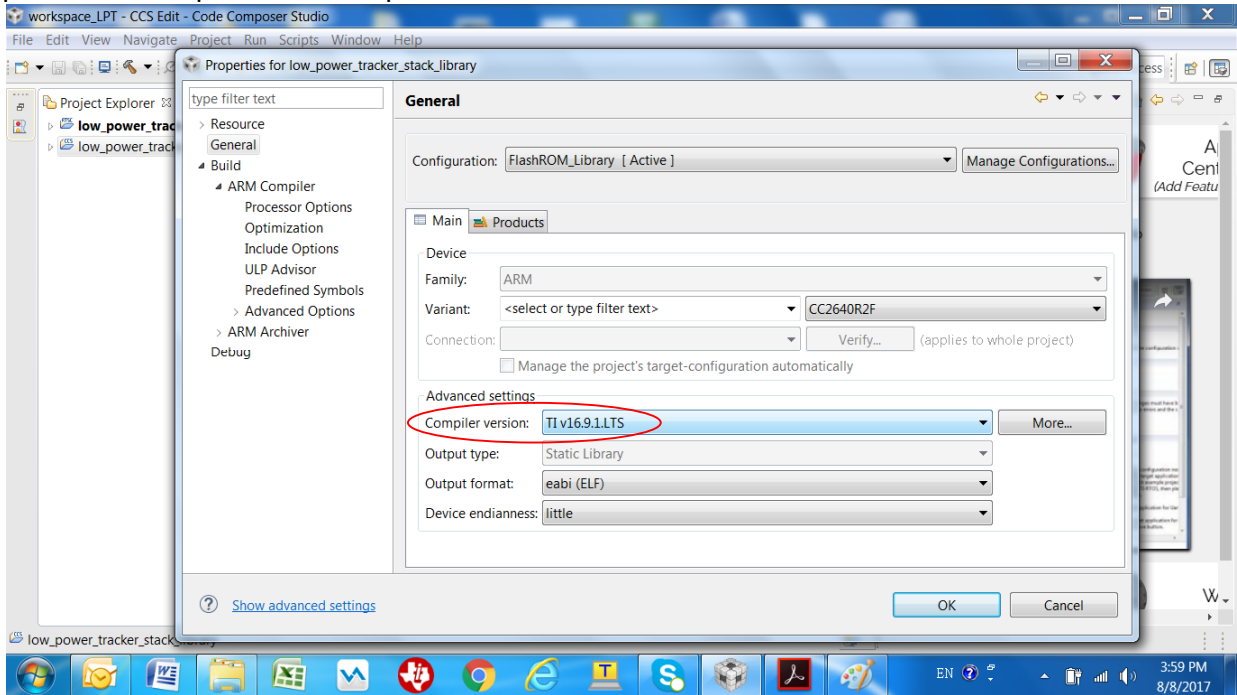 workspace_LPT - CCS Edit - Code Composer Studio
File Edit View Navigate Project Run Scripts Window Help
Properties for low_power_tracker_stack_library
cess
Project Explorer
low_power_trac
low_power_track
type filter text
Resource
General
Build
ARM Compiler
Processor Options
Optimization
Include Options
ULP Advisor
Predefined Symbols
Advanced Options
ARM Archiver
Debug
General
Configuration: FlashROM_Library [ Active ] Manage Configurations...
Main Products
Device
Family: ARM
Variant: <select or type filter text> CC2640R2F
Connection: Verify... (applies to whole project)
Manage the project's target-configuration automatically
Advanced settings
Compiler version: TI v16.9.1.LTS More...
Output type: Static Library
Output format: eabi (ELF)
Device endianness: little
Show advanced settings
OK Cancel
Cent
(Add Featu
low_power_tracker_stack_library
EN
3:59 PM
8/8/2017